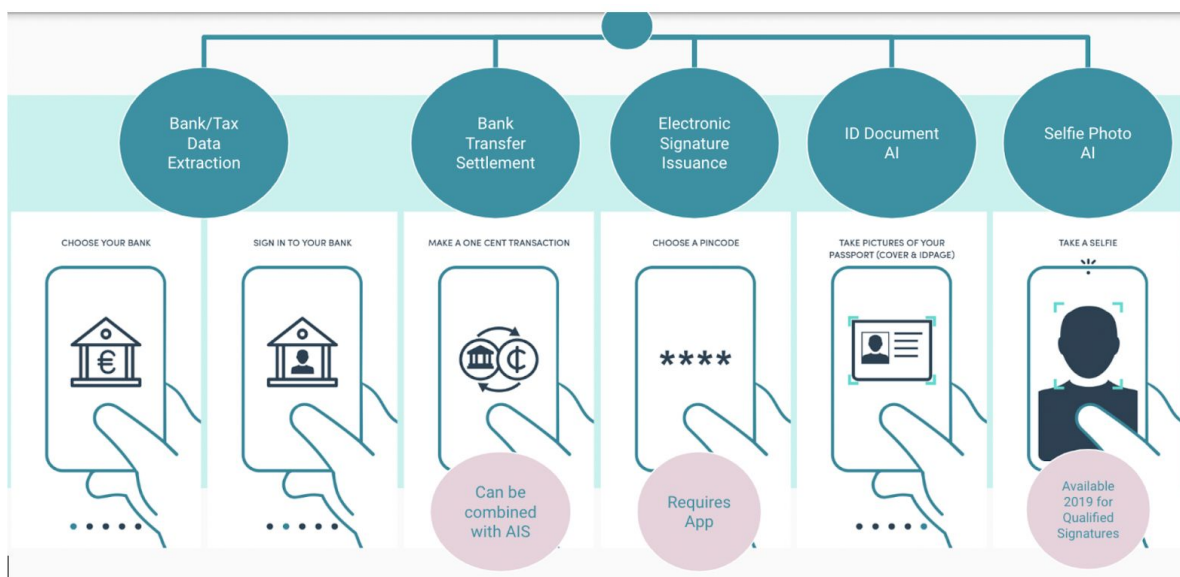 Bank/Tax
Data
Extraction
Bank
Transfer
Settlement
Electronic
Signature
Issuance
ID Document
AI
Selfie Photo
AI
CHOOSE YOUR BANK
SIGN IN TO YOUR BANK
MAKE A ONE CENT TRANSACTION
CHOOSE A PINCODE
TAKE PICTURES OF YOUR
PASSPORT (COVER & IDPAGE)
TAKE A SELFIE
€
₵
****
Can be
combined
with AIS
Requires
App
Available
2019 for
Qualified
Signatures